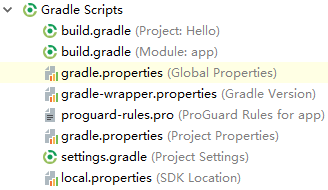 Gradle Scripts
build.gradle (Project: Hello)
build.gradle (Module: app)
gradle.properties (Global Properties)
gradle-wrapper.properties (Gradle Version)
proguard-rules.pro (ProGuard Rules for app)
gradle.properties (Project Properties)
settings.gradle (Project Settings)
local.properties (SDK Location)